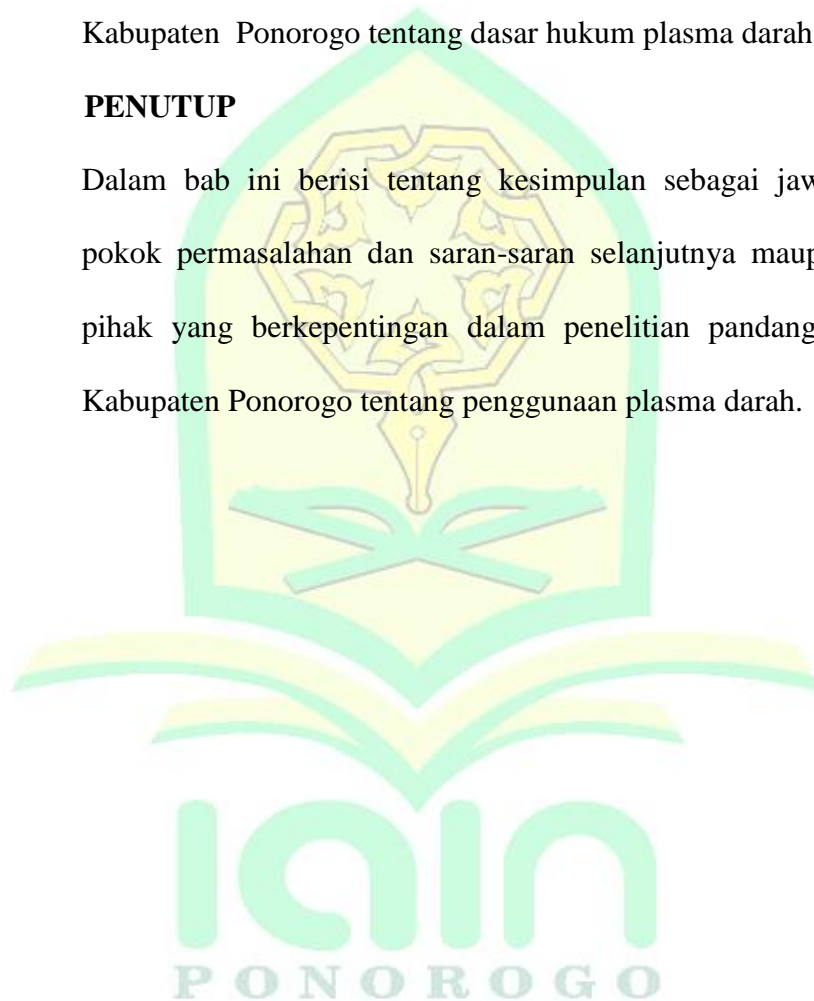 Kabupaten Ponorogo tentang dasar hukum plasma darah
PENUTUP
Dalam bab ini berisi tentang kesimpulan sebagai jaw
pokok permasalahan dan saran-saran selanjutnya maup
pihak yang berkepentingan dalam penelitian pandang
Kabupaten Ponorogo tentang penggunaan plasma darah.
iain
PONOROGO